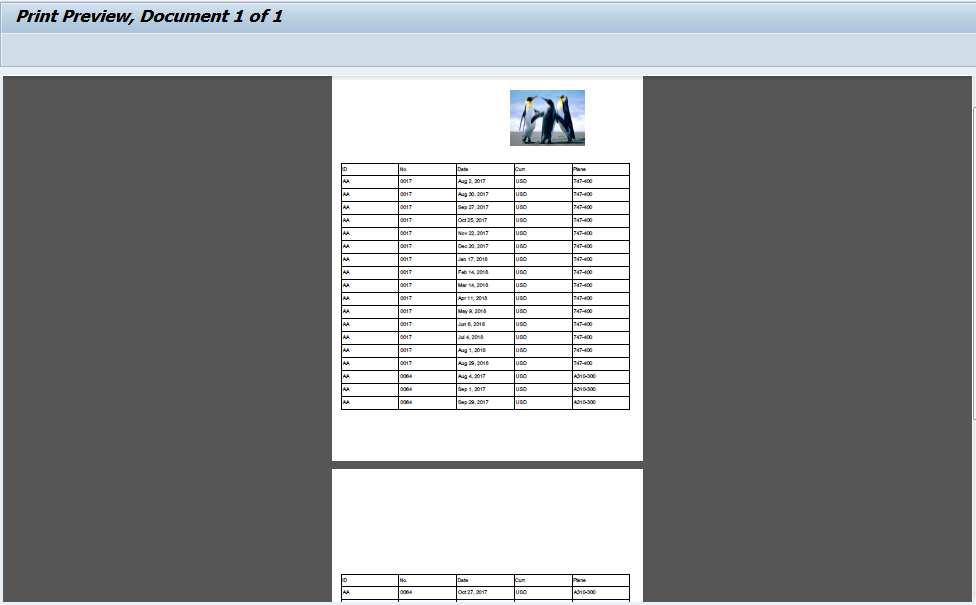 Print Preview, Document 1 of 1
ID No. Date Curr. Plane
AA 0017 Aug 2, 2017 USD 747-400
AA 0017 Aug 30, 2017 USD 747-400
AA 0017 Sep 27, 2017 USD 747-400
AA 0017 Oct 25, 2017 USD 747-400
AA 0017 Nov 22, 2017 USD 747-400
AA 0017 Dec 20, 2017 USD 747-400
AA 0017 Jan 17, 2018 USD 747-400
AA 0017 Feb 14, 2018 USD 747-400
AA 0017 Mar 14, 2018 USD 747-400
AA 0017 Apr 11, 2018 USD 747-400
AA 0017 May 9, 2018 USD 747-400
AA 0017 Jun 6, 2018 USD 747-400
AA 0017 Jul 4, 2018 USD 747-400
AA 0017 Aug 1, 2018 USD 747-400
AA 0017 Aug 29, 2018 USD 747-400
AA 0064 Aug 4, 2017 USD A310-300
AA 0064 Sep 1, 2017 USD A310-300
AA 0064 Sep 29, 2017 USD A310-300
ID No. Date Curr. Plane
AA 0064 Oct 27, 2017 USD A310-300